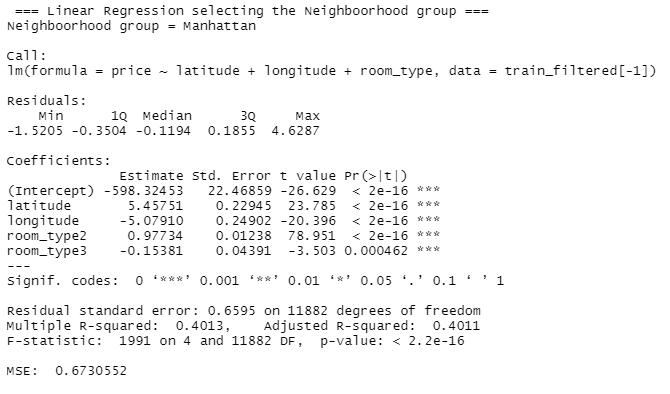 === Linear Regression selecting the Neighboorhood group ===
Neighboorhood group = Manhattan
Call:
lm(formula = price ~ latitude + longitude + room_type, data = train_filtered[-1])
Residuals:
Min 1Q Median 3Q Max
-1.5205 -0.3504 -0.1194 0.1855 4.6287
Coefficients:
Estimate Std. Error t value Pr(>|t|)
(Intercept) -598.32453 22.46859 -26.629 < 2e-16 ***
latitude 5.45751 0.22945 23.785 < 2e-16 ***
longitude -5.07910 0.24902 -20.396 < 2e-16 ***
room_type2 0.97734 0.01238 78.951 < 2e-16 ***
room_type3 -0.15381 0.04391 -3.503 0.000462 ***
---
Signif. codes: 0 ‘***’ 0.001 ‘**’ 0.01 ‘*’ 0.05 ‘.’ 0.1 ‘ ’ 1
Residual standard error: 0.6595 on 11882 degrees of freedom
Multiple R-squared: 0.4013, Adjusted R-squared: 0.4011
F-statistic: 1991 on 4 and 11882 DF, p-value: < 2.2e-16
MSE: 0.6730552